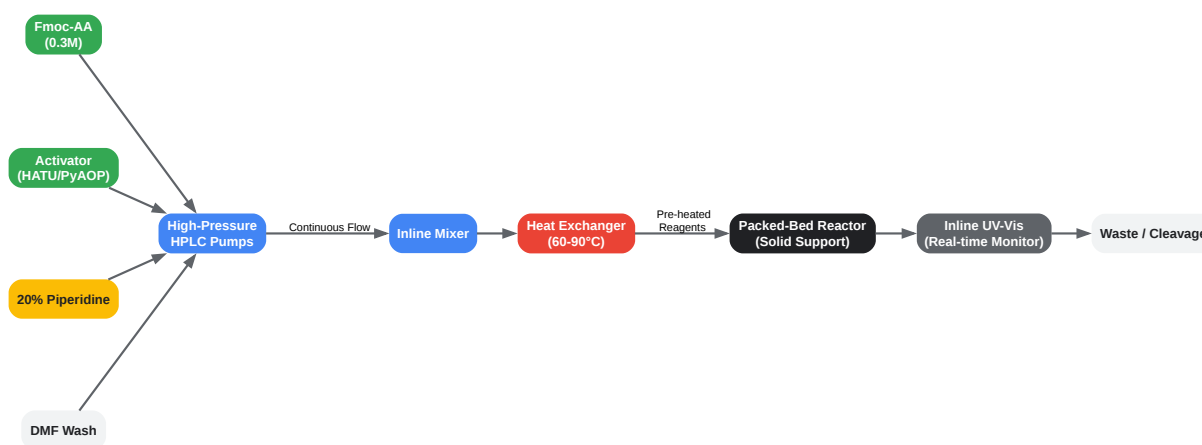 Fmoc-AA
(0.3M)
Activator
(HATU/PyAOP)
20% Piperidine
DMF Wash
High-Pressure
HPLC Pumps
Continuous Flow
Inline Mixer
Heat Exchanger
(60-90°C)
Pre-heated
Reagents
Packed-Bed Reactor
(Solid Support)
Inline UV-Vis
(Real-time Monitor)
Waste / Cleavage